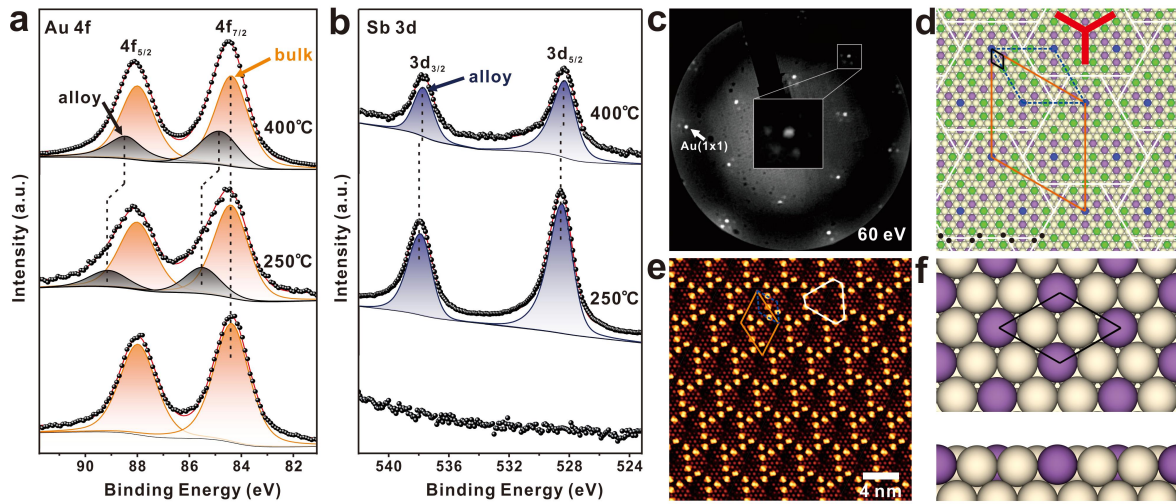 a
Au 4f
4f5/2
4f7/2
bulk
alloy
400℃
250℃
Intensity (a.u.)
90
88
86
84
82
Binding Energy (eV)
b
Sb 3d
3d3/2
3d5/2
alloy
400℃
250℃
Intensity (a.u.)
540
536
532
528
524
Binding Energy (eV)
c
Au(1x1)
60 eV
d
e
4 nm
f